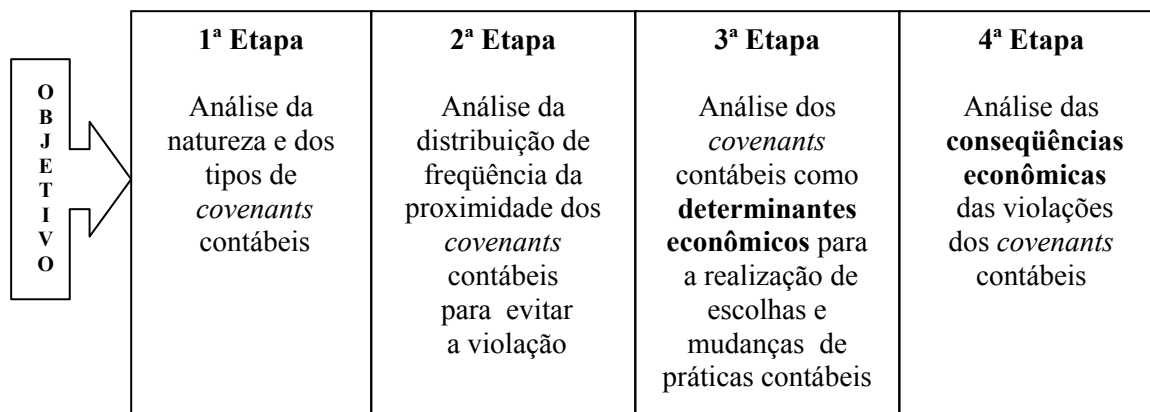 OBJETIVO
1ª Etapa
Análise da
natureza e dos
tipos de
covenants
contábeis
2ª Etapa
Análise da
distribuição de
freqüência da
proximidade dos
covenants
contábeis
para evitar
a violação
3ª Etapa
Análise dos
covenants
contábeis como
determinantes
econômicos para
a realização de
escolhas e
mudanças de
práticas contábeis
4ª Etapa
Análise das
conseqüências
econômicas
das violações
dos covenants
contábeis